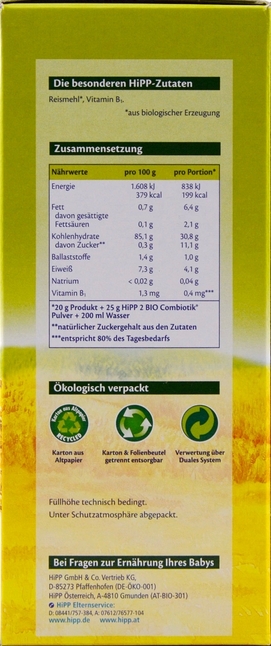 Die besonderen HiPP-Zutaten
Reismehl*, Vitamin B₁.
*aus biologischer Erzeugung
Zusammensetzung
Nährwerte pro 100 g pro Portion*
Energie 1.608 kJ 838 kJ
379 kcal 199 kcal
Fett 0,7 g 6,4 g
davon gesättigte
Fettsäuren 0,1 g 2,1 g
Kohlenhydrate 85,1 g 30,8 g
davon Zucker** 0,3 g 11,1 g
Ballaststoffe 1,4 g 1,0 g
Eiweiß 7,3 g 4,1 g
Natrium < 0,02 g 0,04 g
Vitamin B₁ 1,3 mg 0,4 mg***
*20 g Produkt + 25 g HiPP 2 BIO Combiotik®
Pulver + 200 ml Wasser
**natürlicher Zuckergehalt aus den Zutaten
***entspricht 80% des Tagesbedarfs
Ökologisch verpackt
Karton aus Altpapier
RECYCLED
Karton aus Altpapier
Karton & Folienbeutel getrennt entsorgbar
Verwertung über Duales System
Füllhöhe technisch bedingt.
Unter Schutzatmosphäre abgepackt.
Bei Fragen zur Ernährung Ihres Babys
HiPP GmbH & Co. Vertrieb KG,
D-85273 Pfaffenhofen (DE-ÖKO-001)
HiPP Österreich, A-4810 Gmunden (AT-BIO-301)
HiPP Elternservice:
D: 08441/757-384, A: 07612/76577-104
www.hipp.de www.hipp.at